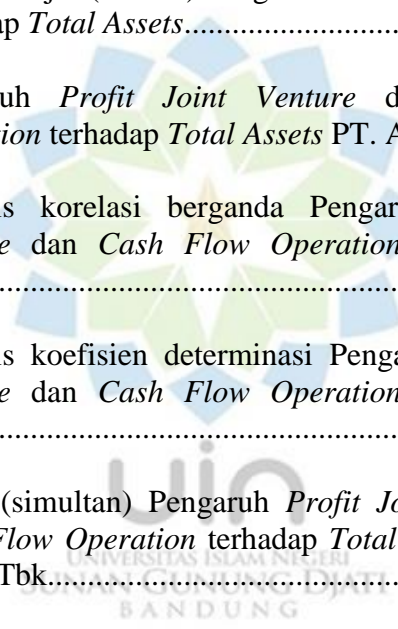 ap Total Assets..............................
uh Profit Joint Venture d
ion terhadap Total Assets PT. A
s korelasi berganda Pengar
e dan Cash Flow Operation
.......................................................
s koefisien determinasi Penga
e dan Cash Flow Operation
.......................................................
(simultan) Pengaruh Profit Jo
Flow Operation terhadap Total
Tbk...............................................
uin
UNIVERSITAS ISLAM NEGERI
SUNAN GUNUNG DJATI
BANDUNG